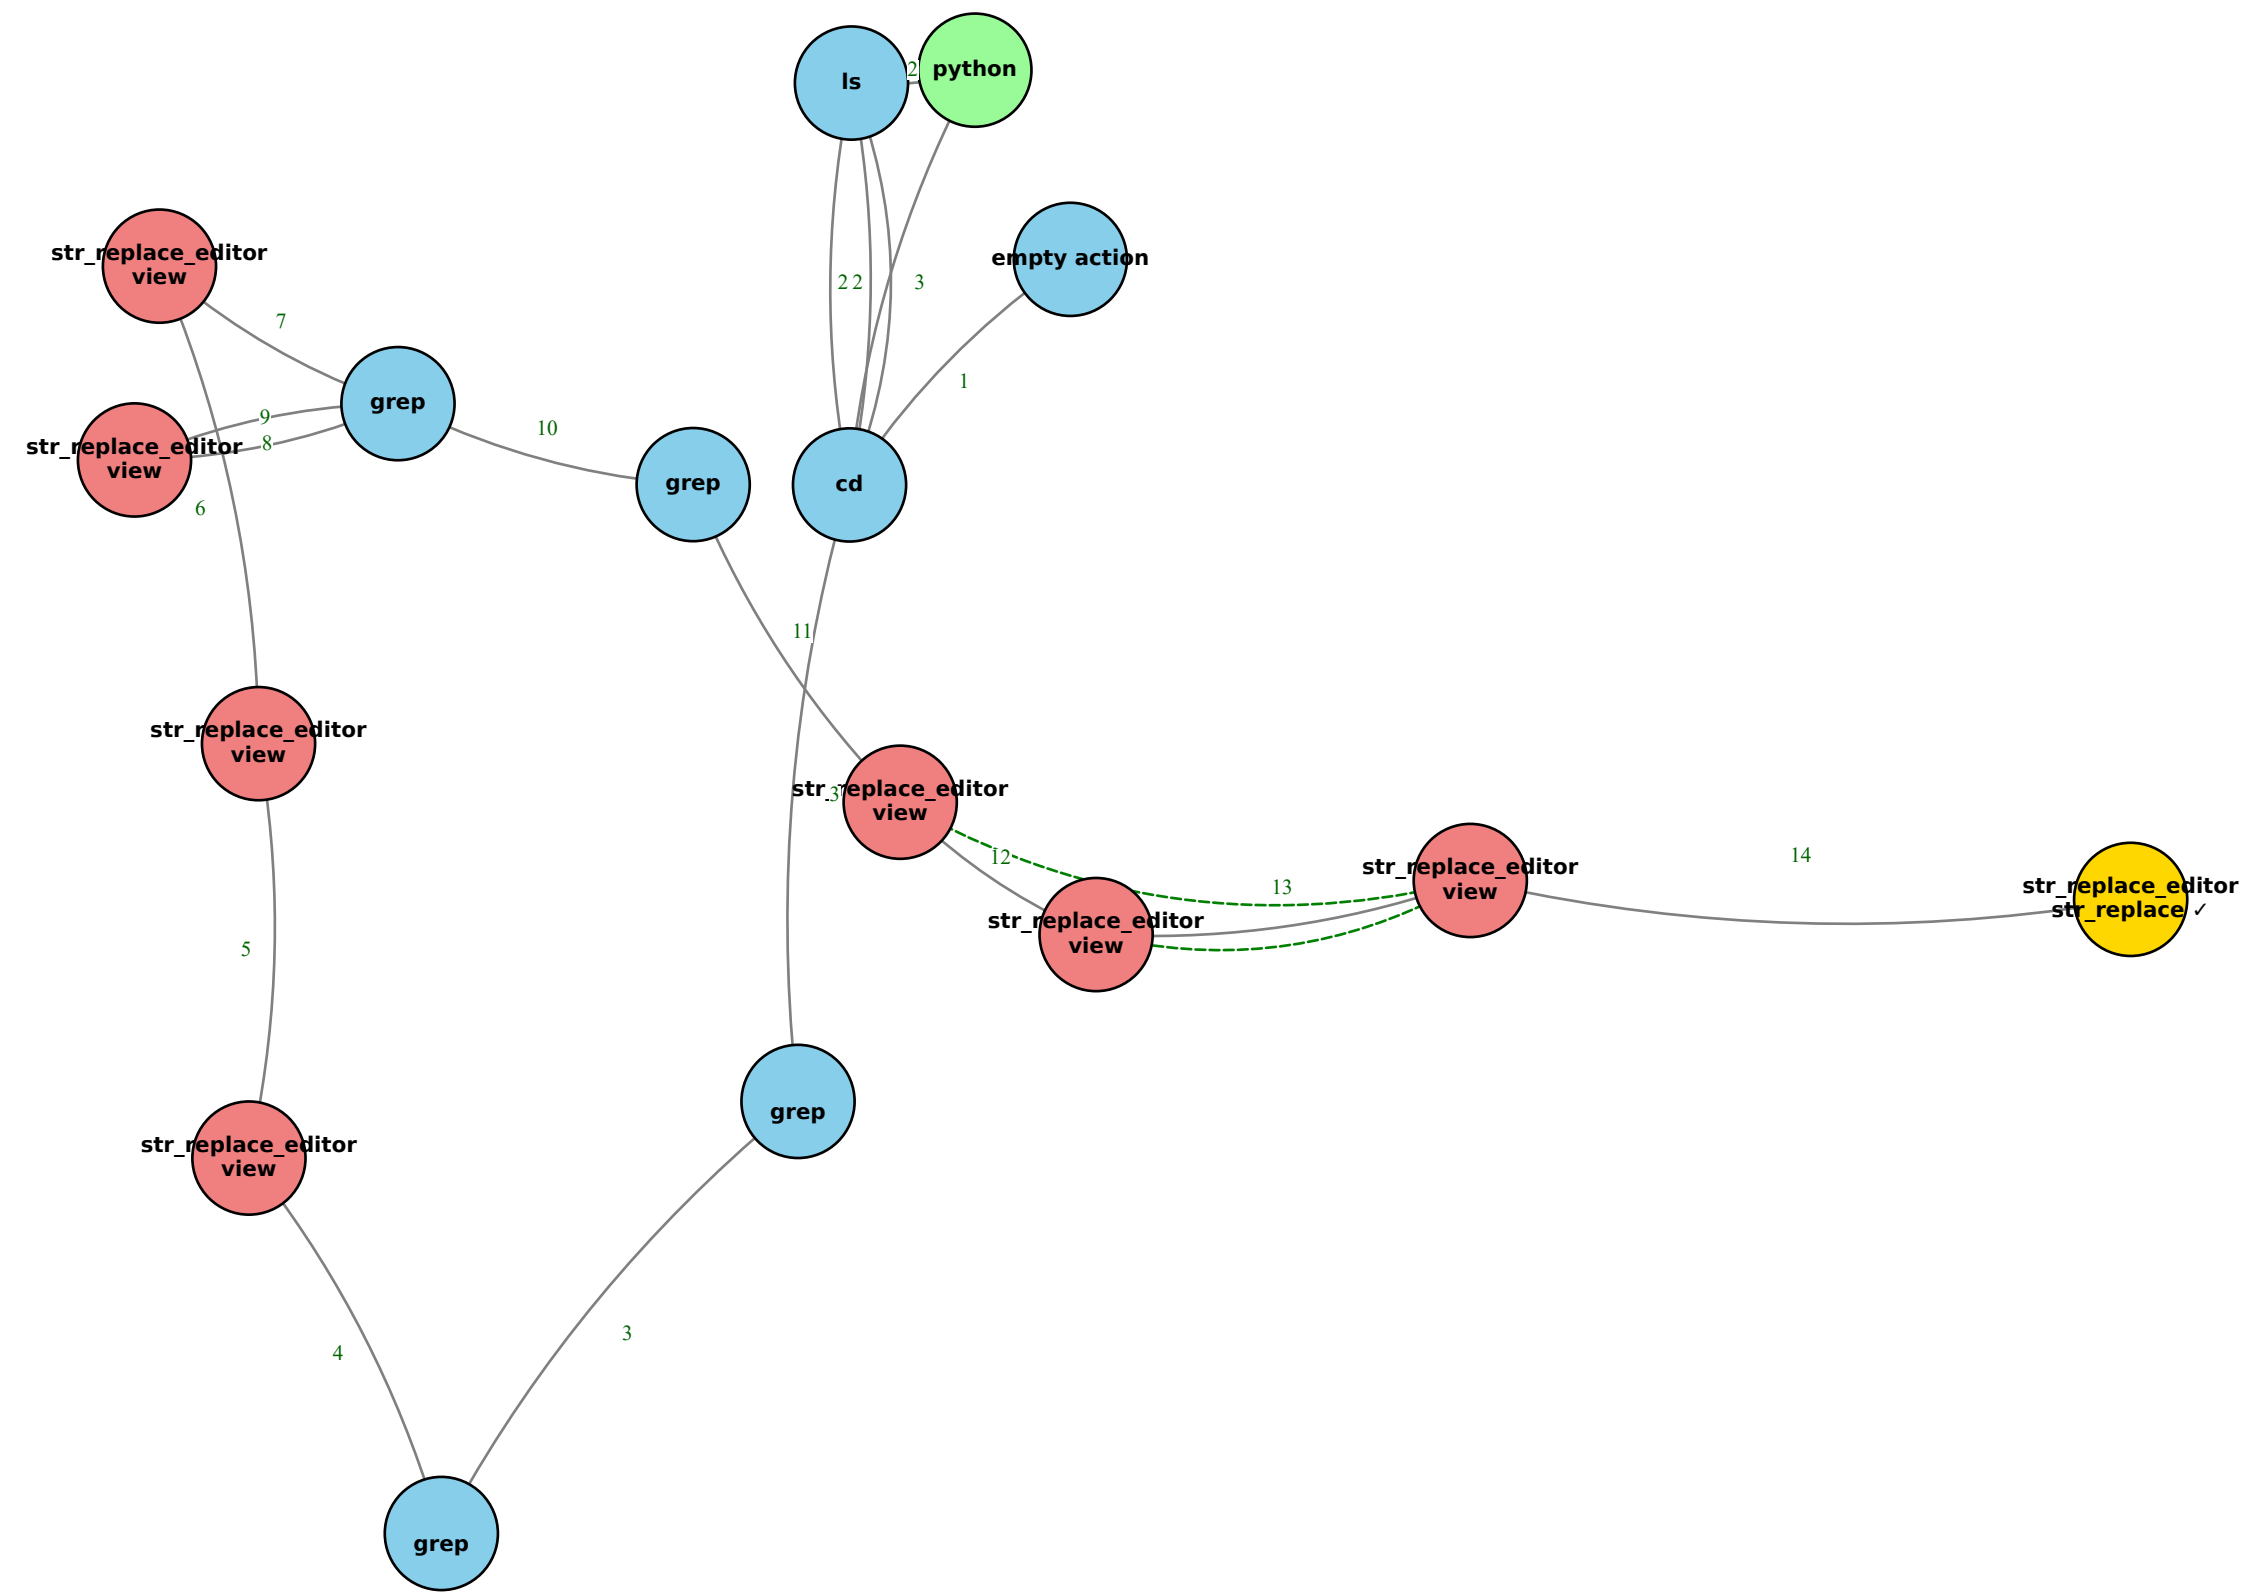 ls
2
python
str_replace_editor
view
empty action
2
2
3
7
1
grep
9
8
10
str_replace_editor
view
grep
cd
6
11
str_replace_editor
view
3
str_replace_editor
view
12
13
14
str_replace_editor
view
str_replace_editor
str_replace ✓
str_replace_editor
view
5
grep
str_replace_editor
view
3
4
grep